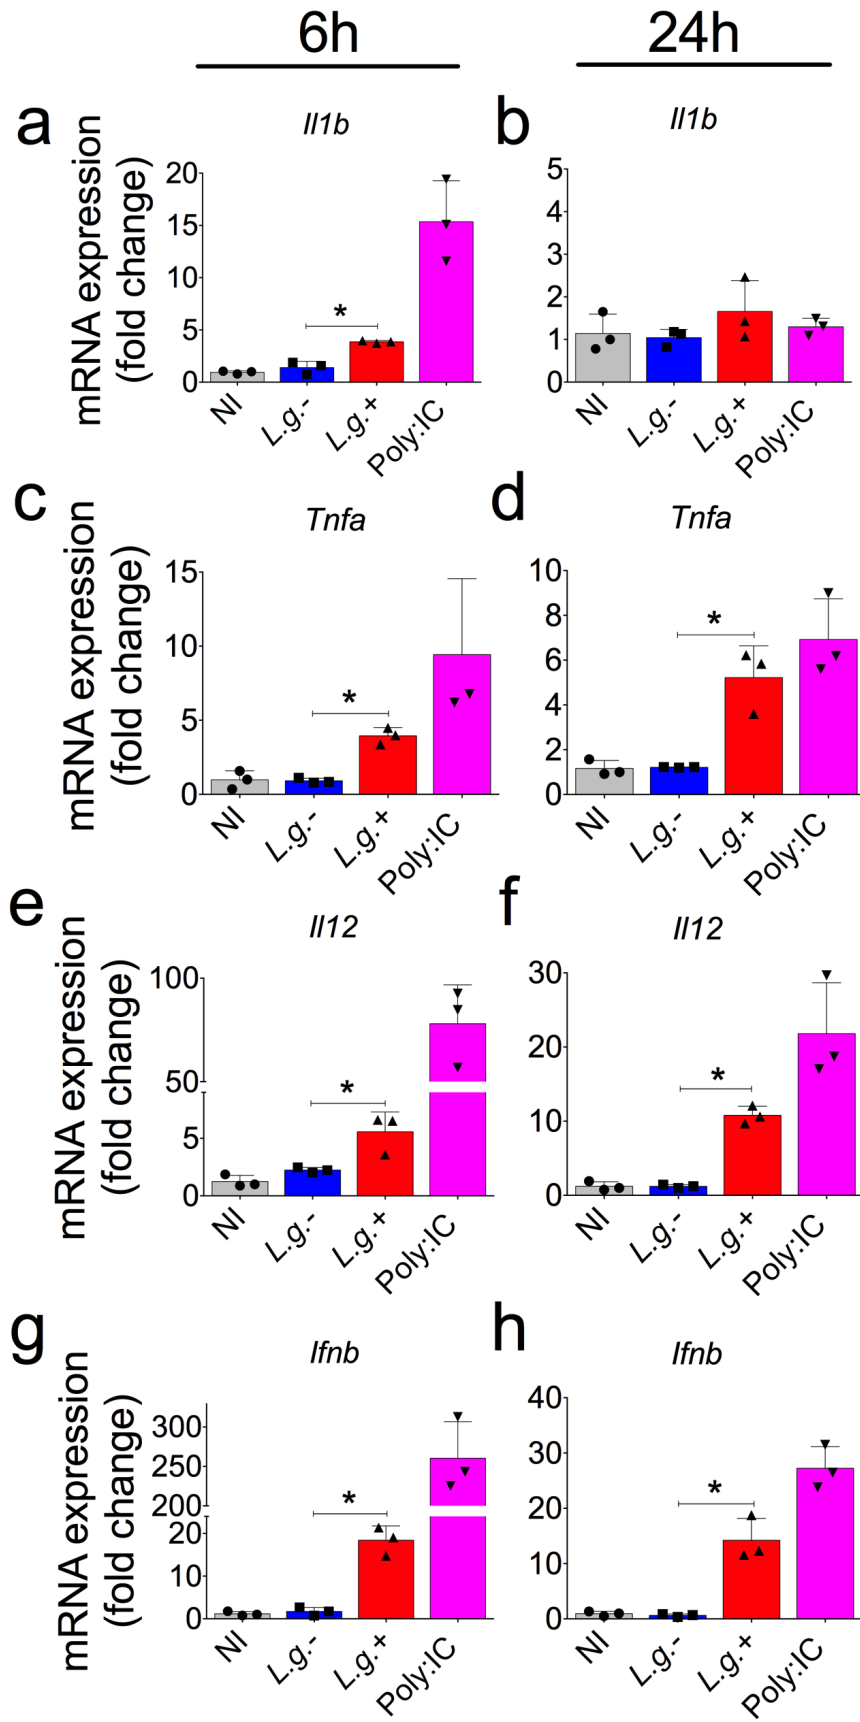 6h
24h
a
Il1b
mRNA expression
(fold change)
20
15
10
5
0
*
NI
L.g.-
L.g.+
Poly:IC
b
Il1b
5
4
3
2
1
0
NI
L.g.-
L.g.+
Poly:IC
c
Tnfa
mRNA expression
(fold change)
15
10
5
0
*
NI
L.g.-
L.g.+
Poly:IC
d
Tnfa
10
8
6
4
2
0
*
NI
L.g.-
L.g.+
Poly:IC
e
Il12
mRNA expression
(fold change)
100
50
5
0
*
NI
L.g.-
L.g.+
Poly:IC
f
Il12
30
20
10
0
*
NI
L.g.-
L.g.+
Poly:IC
g
Ifnb
mRNA expression
(fold change)
300
250
200
20
10
0
*
NI
L.g.-
L.g.+
Poly:IC
h
Ifnb
40
30
20
10
0
*
NI
L.g.-
L.g.+
Poly:IC